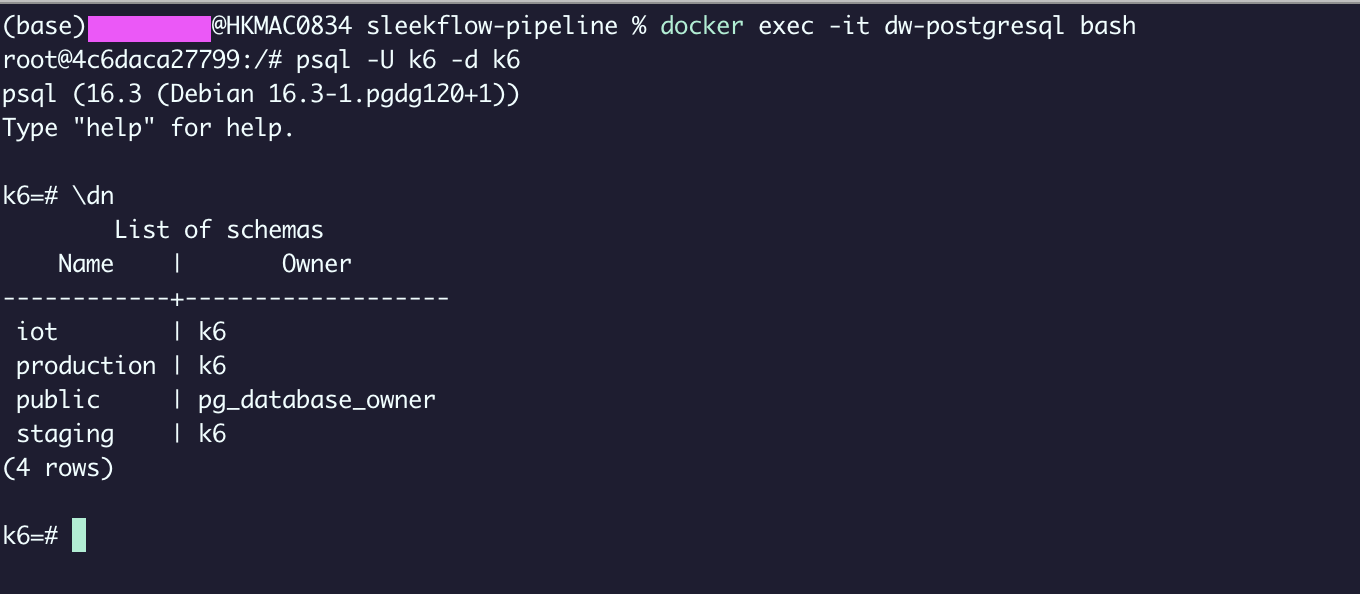 (base) @HKMAC0834 sleekflow-pipeline % docker exec -it dw-postgresql bash
root@4c6daca27799:/# psql -U k6 -d k6
psql (16.3 (Debian 16.3-1.pgdg120+1))
Type "help" for help.
k6=# \dn
List of schemas
Name | Owner
------------+-------------------
iot | k6
production | k6
public | pg_database_owner
staging | k6
(4 rows)
k6=#